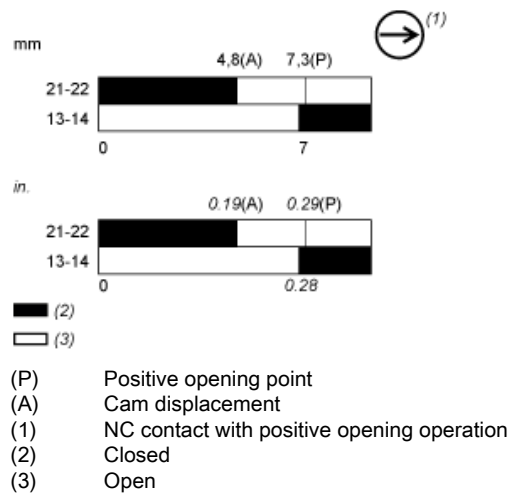 (1)
mm
4,8(A) 7,3(P)
21-22
13-14
0 7
in.
0.19(A) 0.29(P)
21-22
13-14
0 0.28
(2)
(3)
(P) Positive opening point
(A) Cam displacement
(1) NC contact with positive opening operation
(2) Closed
(3) Open